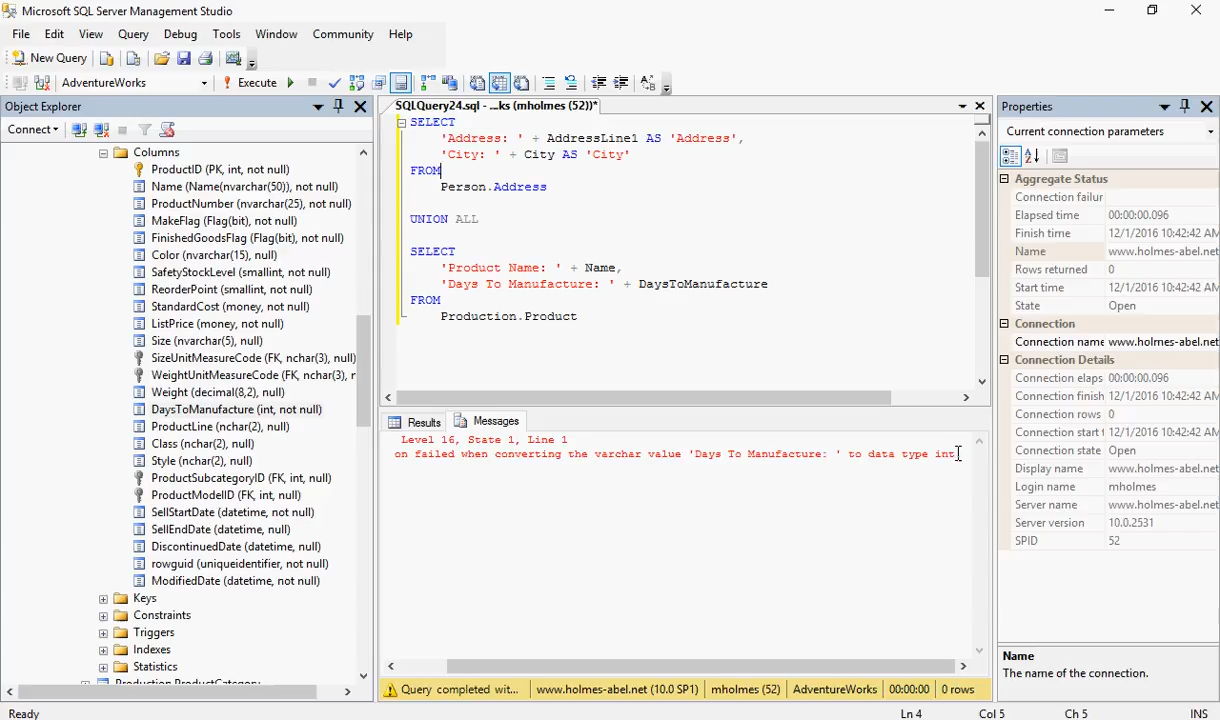 Microsoft SQL Server Management Studio
File Edit View Query Debug Tools Window Community Help
New Query
AdventureWorks Execute
Object Explorer
Connect
Columns
ProductID (PK, int, not null)
Name (Name(nvarchar(50)), not null)
ProductNumber (nvarchar(25), not null)
MakeFlag (Flag(bit), not null)
FinishedGoodsFlag (Flag(bit), not null)
Color (nvarchar(15), null)
SafetyStockLevel (smallint, not null)
ReorderPoint (smallint, not null)
StandardCost (money, not null)
ListPrice (money, not null)
Size (nvarchar(5), null)
SizeUnitMeasureCode (FK, nchar(3), null)
WeightUnitMeasureCode (FK, nchar(3), r
Weight (decimal(8,2), null)
DaysToManufacture (int, not null)
ProductLine (nchar(2), null)
Class (nchar(2), null)
Style (nchar(2), null)
ProductSubcategoryID (FK, int, null)
ProductModelID (FK, int, null)
SellStartDate (datetime, not null)
SellEndDate (datetime, null)
DiscontinuedDate (datetime, null)
rowguid (uniqueidentifier, not null)
ModifiedDate (datetime, not null)
Keys
Constraints
Triggers
Indexes
Statistics
Production.ProductCategory
SQLQuery24.sql - ...ks (mholmes (52))*
SELECT
'Address: ' + AddressLine1 AS 'Address',
'City: ' + City AS 'City'
FROM
Person.Address
UNION ALL
SELECT
'Product Name: ' + Name,
'Days To Manufacture: ' + DaysToManufacture
FROM
Production.Product
Results Messages
Level 16, State 1, Line 1
on failed when converting the varchar value 'Days To Manufacture: ' to data type int
Query completed wit... www.holmes-abel.net (10.0 SP1) mholmes (52) AdventureWorks 00:00:00 0 rows
Properties
Current connection parameters
Aggregate Status
Connection failur
Elapsed time 00:00:00.096
Finish time 12/1/2016 10:42:42 AM
Name www.holmes-abel.net
Rows returned 0
Start time 12/1/2016 10:42:42 AM
State Open
Connection
Connection name www.holmes-abel.net
Connection Details
Connection elaps 00:00:00.096
Connection finish 12/1/2016 10:42:42 AM
Connection rows 0
Connection start t 12/1/2016 10:42:42 AM
Connection state Open
Display name www.holmes-abel.net
Login name mholmes
Server name www.holmes-abel.net
Server version 10.0.2531
SPID 52
Name
The name of the connection.
Ready Ln 4 Col 5 Ch 5 INS